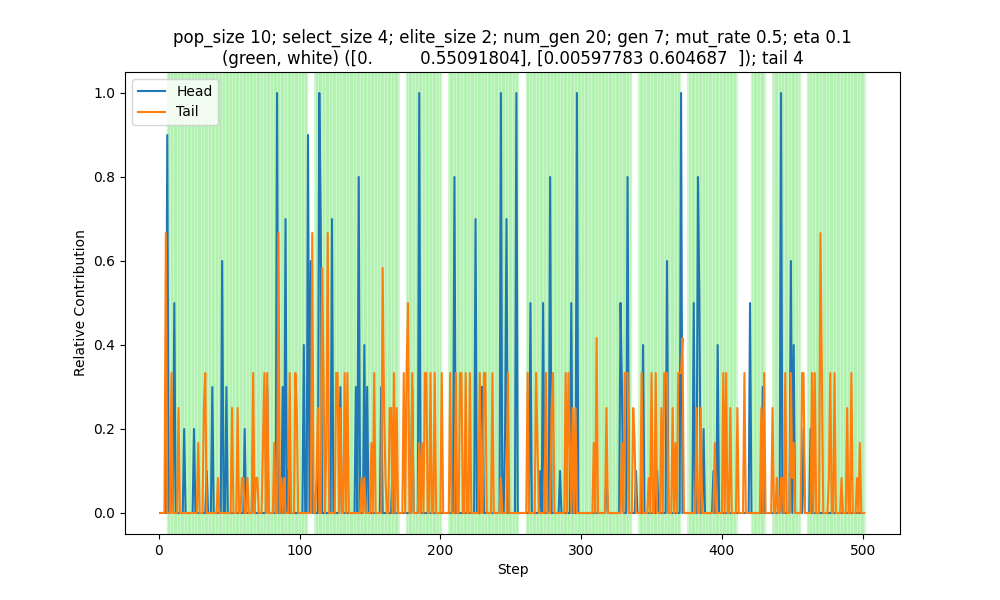 pop_size 10; select_size 4; elite_size 2; num_gen 20; gen 7; mut_rate 0.5; eta 0.1
(green, white) ([0.         0.55091804], [0.00597783 0.604687  ]); tail 4
Head
Tail
1.0
0.8
0.6
0.4
0.2
0.0
Relative Contribution
0 100 200 300 400 500
Step